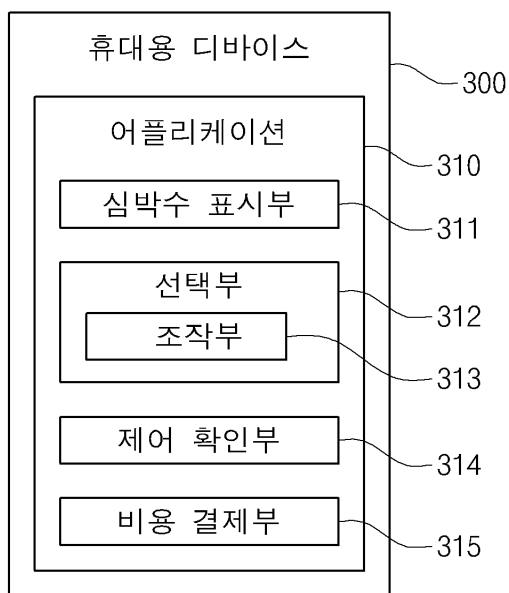 휴대용 디바이스
300
어플리케이션
310
심박수 표시부
311
선택부
312
조작부
313
제어 확인부
314
비용 결제부
315